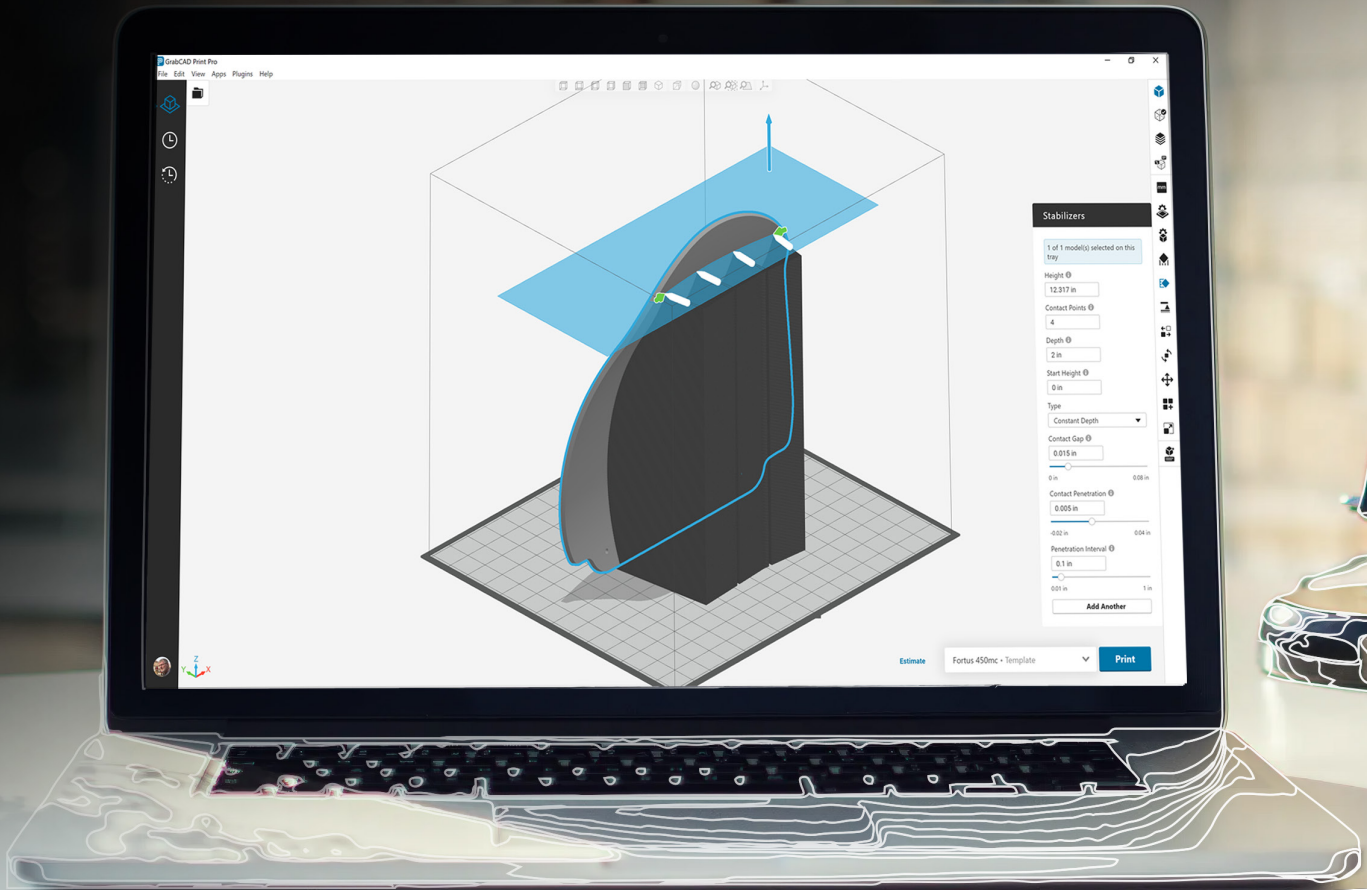 GrabCAD Print Pro
File Edit View Apps Plugins Help
Stabilizers
1 of 1 model(s) selected on this
tray
Height
12.317 in
Contact Points
4
Depth
2 in
Start Height
0 in
Type
Constant Depth
Contact Gap
0.015 in
0 in 0.08 in
Contact Penetration
0.005 in
-0.02 in 0.04 in
Penetration Interval
0.1 in
0.01 in 1 in
Add Another
Z
Y X
Estimate
Fortus 450mc • Template
Print